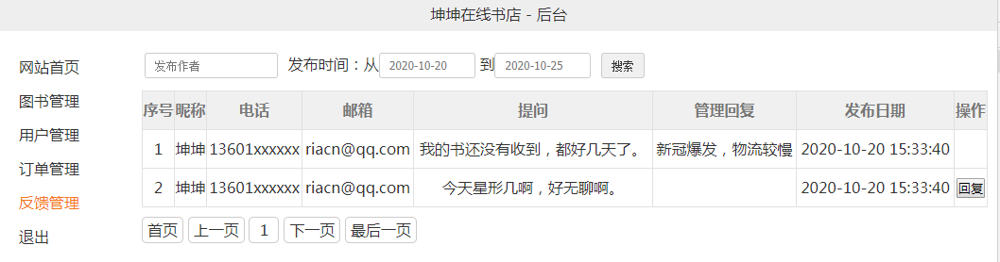 坤坤在线书店 - 后台
网站首页
图书管理
用户管理
订单管理
反馈管理
退出
发布作者 发布时间：从 2020-10-20 到 2020-10-25 搜索
序号 昵称 电话 邮箱 提问 管理回复 发布日期 操作
1 坤坤 13601xxxxxx riacn@qq.com 我的书还没有收到，都好几天了。 新冠爆发，物流较慢 2020-10-20 15:33:40
2 坤坤 13601xxxxxx riacn@qq.com 今天星形几啊，好无聊啊。 2020-10-20 15:33:40 回复
首页 上一页 1 下一页 最后一页